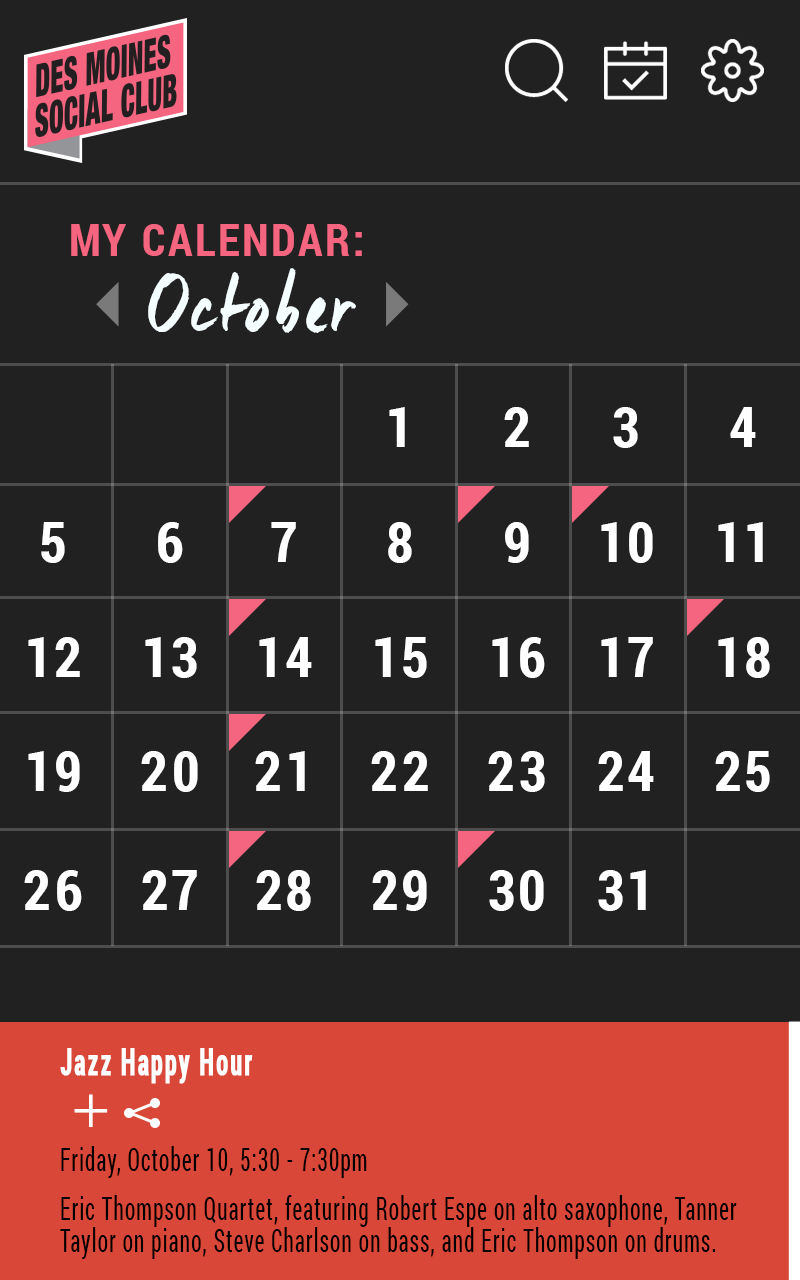 DES MOINES
SOCIAL CLUB
MY CALENDAR:
October
1 2 3 4
5 6 7 8 9 10 11
12 13 14 15 16 17 18
19 20 21 22 23 24 25
26 27 28 29 30 31
Jazz Happy Hour
Friday, October 10, 5:30 - 7:30pm
Eric Thompson Quartet, featuring Robert Espe on alto saxophone, Tanner
Taylor on piano, Steve Charlson on bass, and Eric Thompson on drums.